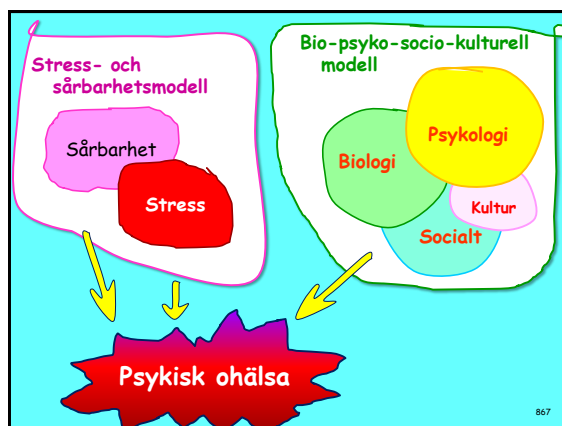 Stress- och
sårbarhetsmodell
Sårbarhet
Stress
Bio-psyko-socio-kulturell
modell
Psykologi
Biologi
Kultur
Socialt
Psykisk ohälsa
867